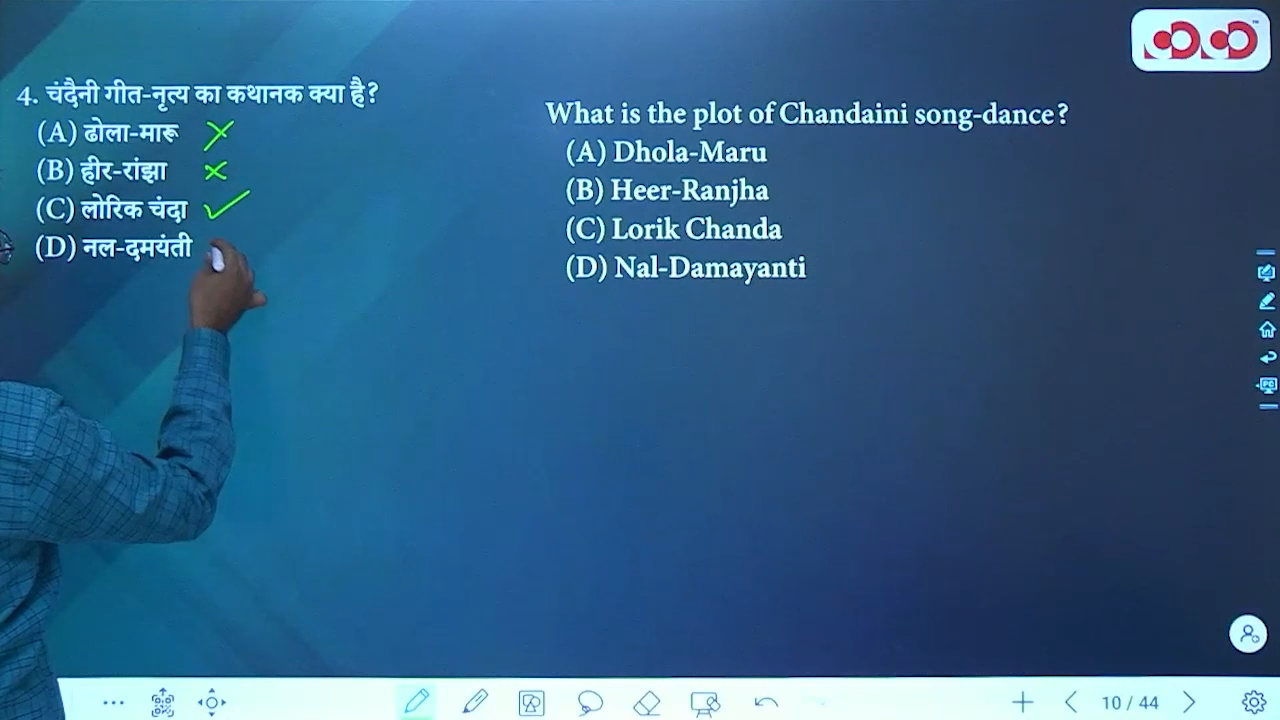 4. चंदैनी गीत-नृत्य का कथानक क्या है?
(A) ढोला-मारू
(B) हीर-रांझा
(C) लोरिक चंदा
(D) नल-दमयंती
What is the plot of Chandaini song-dance?
(A) Dhola-Maru
(B) Heer-Ranjha
(C) Lorik Chanda
(D) Nal-Damayanti
PC
10 / 44